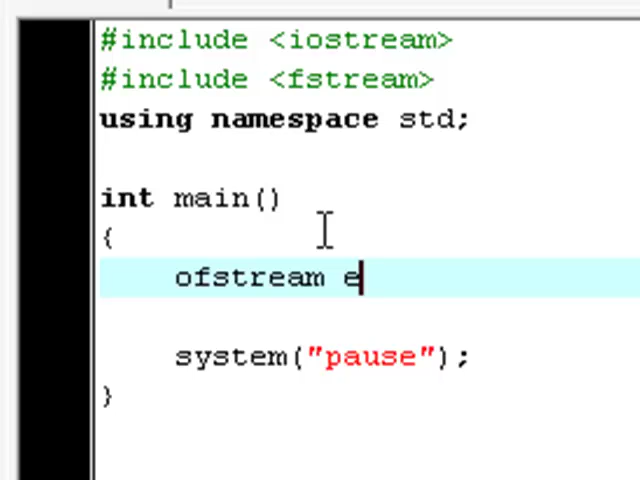 #include <iostream>
#include <fstream>
using namespace std;
int main()
{
ofstream e
system("pause");
}